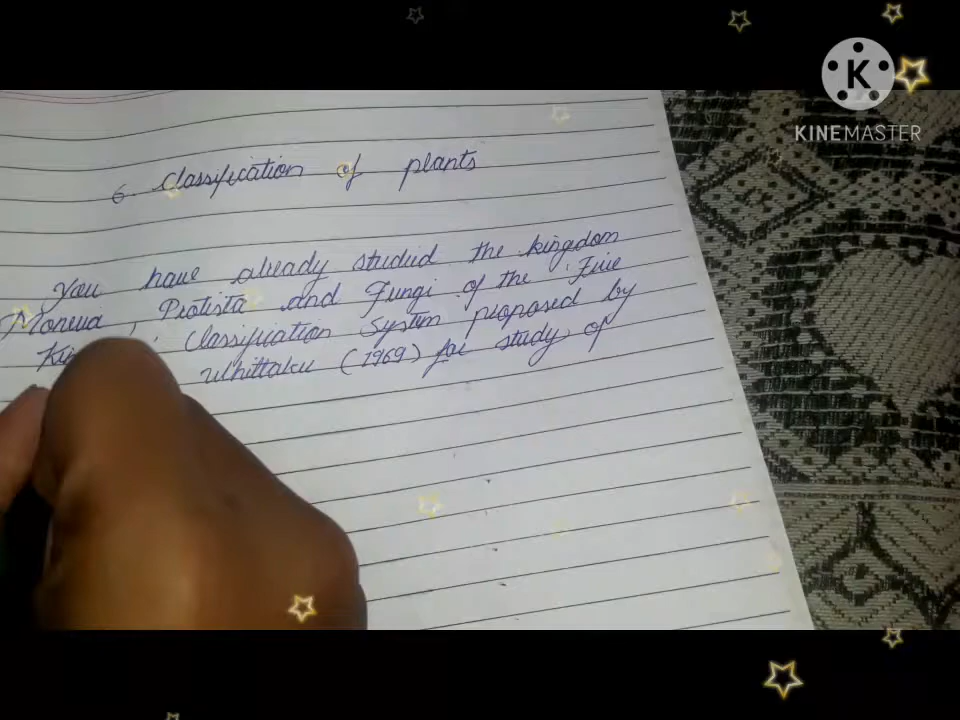 KINEMASTER
6. Classification of plants
You have already studied the kingdom
Monera, Protista and Fungi of the Five
Classification System proposed by
Whittaker (1969) for study of